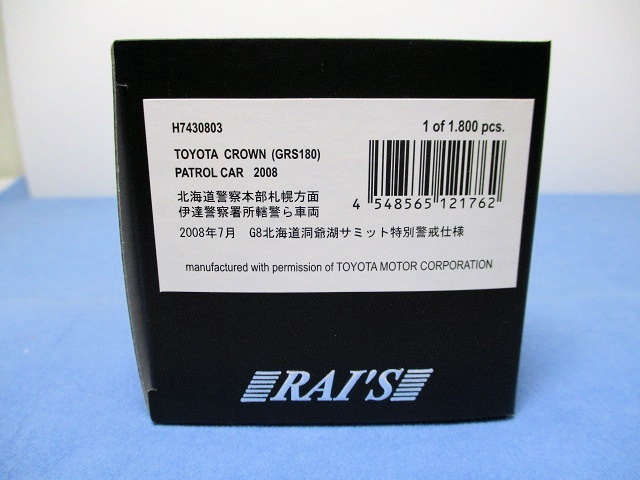 H7430803
1 of 1.800 pcs.
TOYOTA CROWN (GRS180)
PATROL CAR 2008
北海道警察本部札幌方面
伊達警察署所轄警ら車両
4 548565 121762
2008年7月 G8北海道洞爺湖サミット特別警戒仕様
manufactured with permission of TOYOTA MOTOR CORPORATION
RAI'S